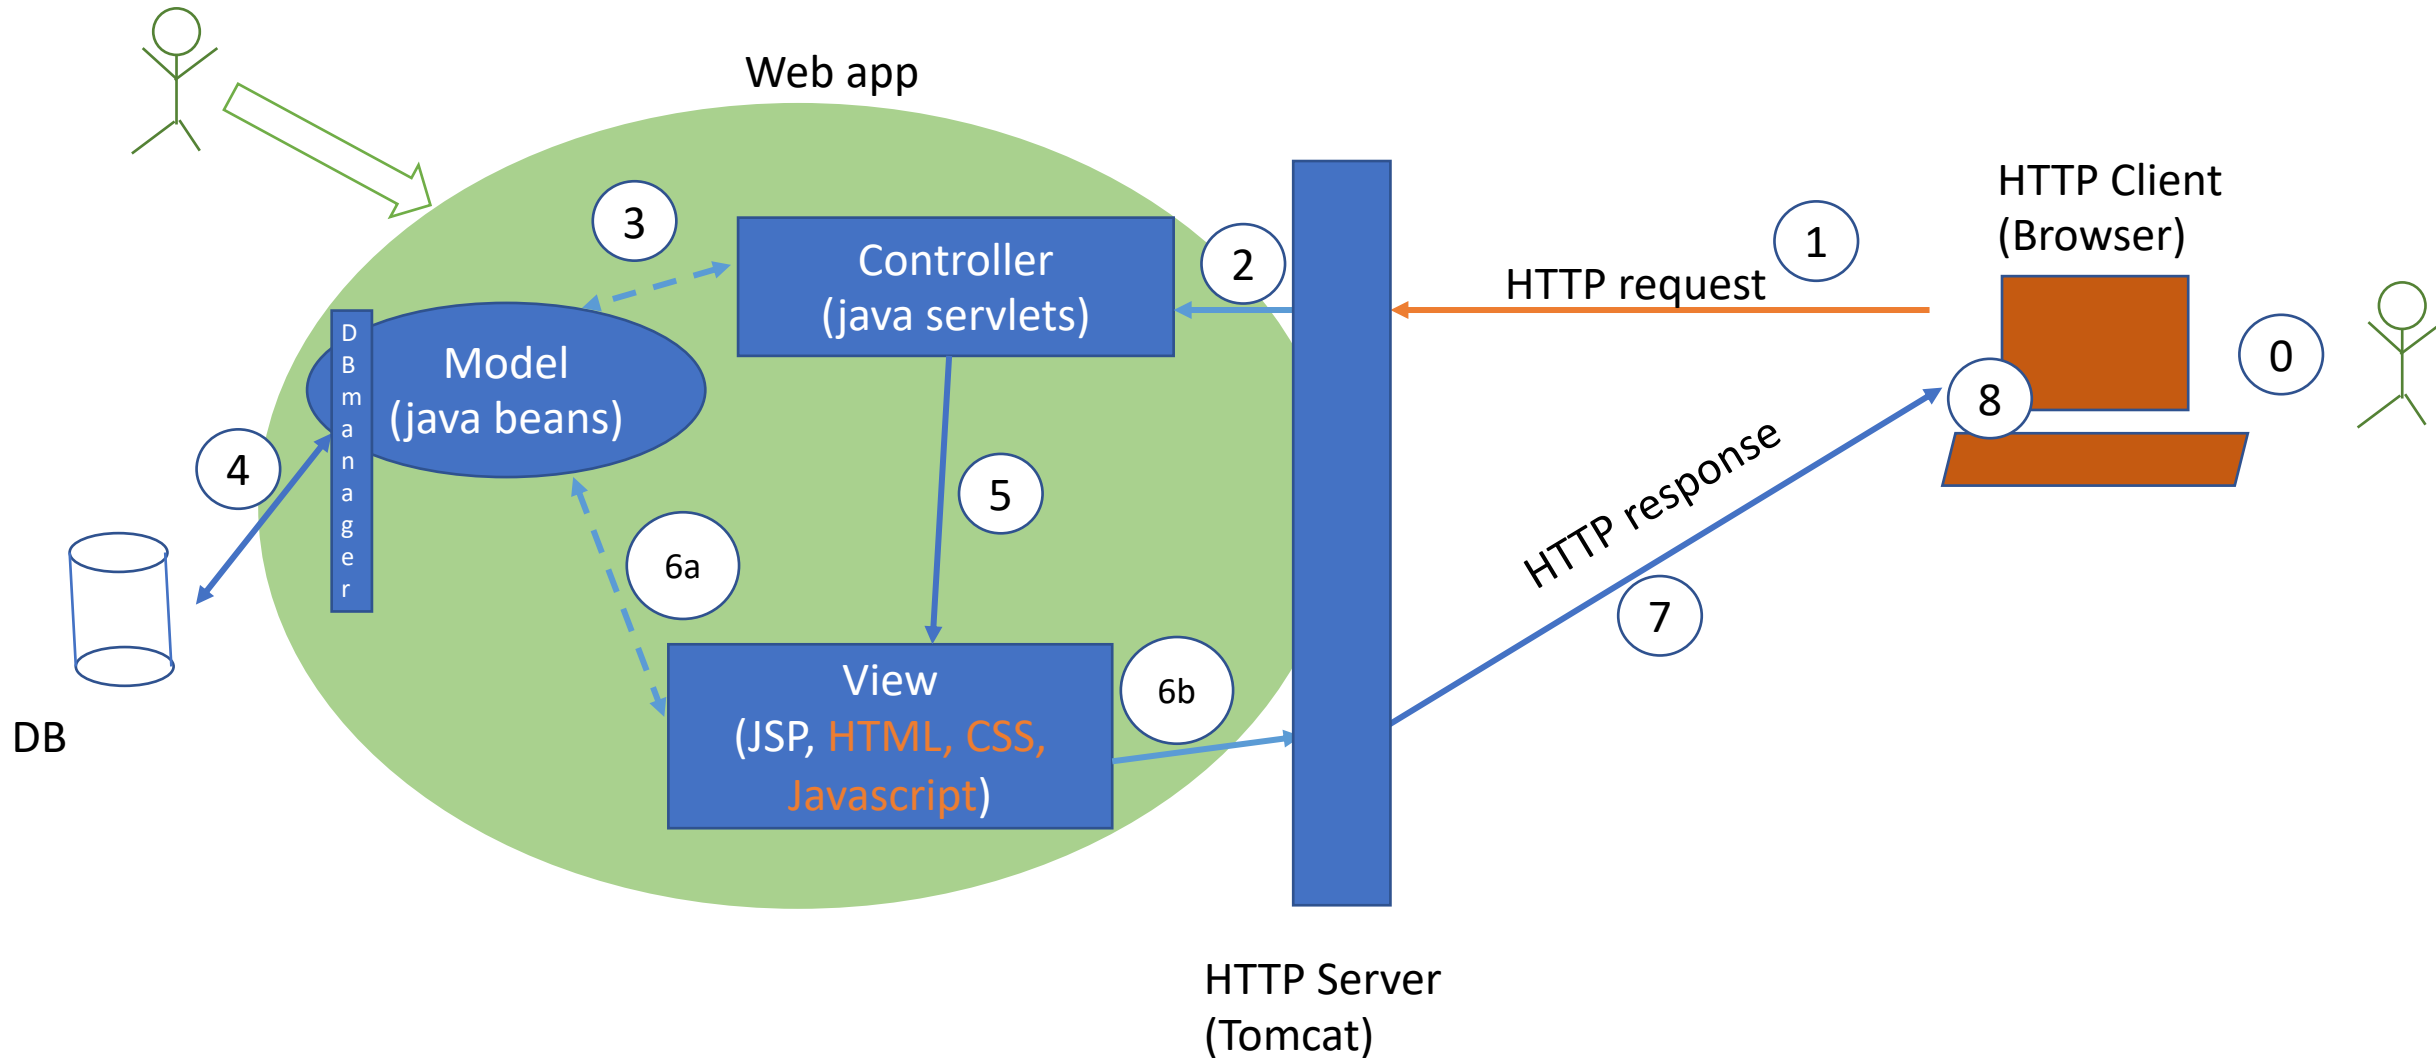 Web app
HTTP Client
(Browser)
3
Controller
(java servlets)
2
HTTP request
1
0
DBmanager
Model
(java beans)
8
4
5
HTTP response
6a
7
View
(JSP, HTML, CSS,
Javascript)
6b
DB
HTTP Server
(Tomcat)